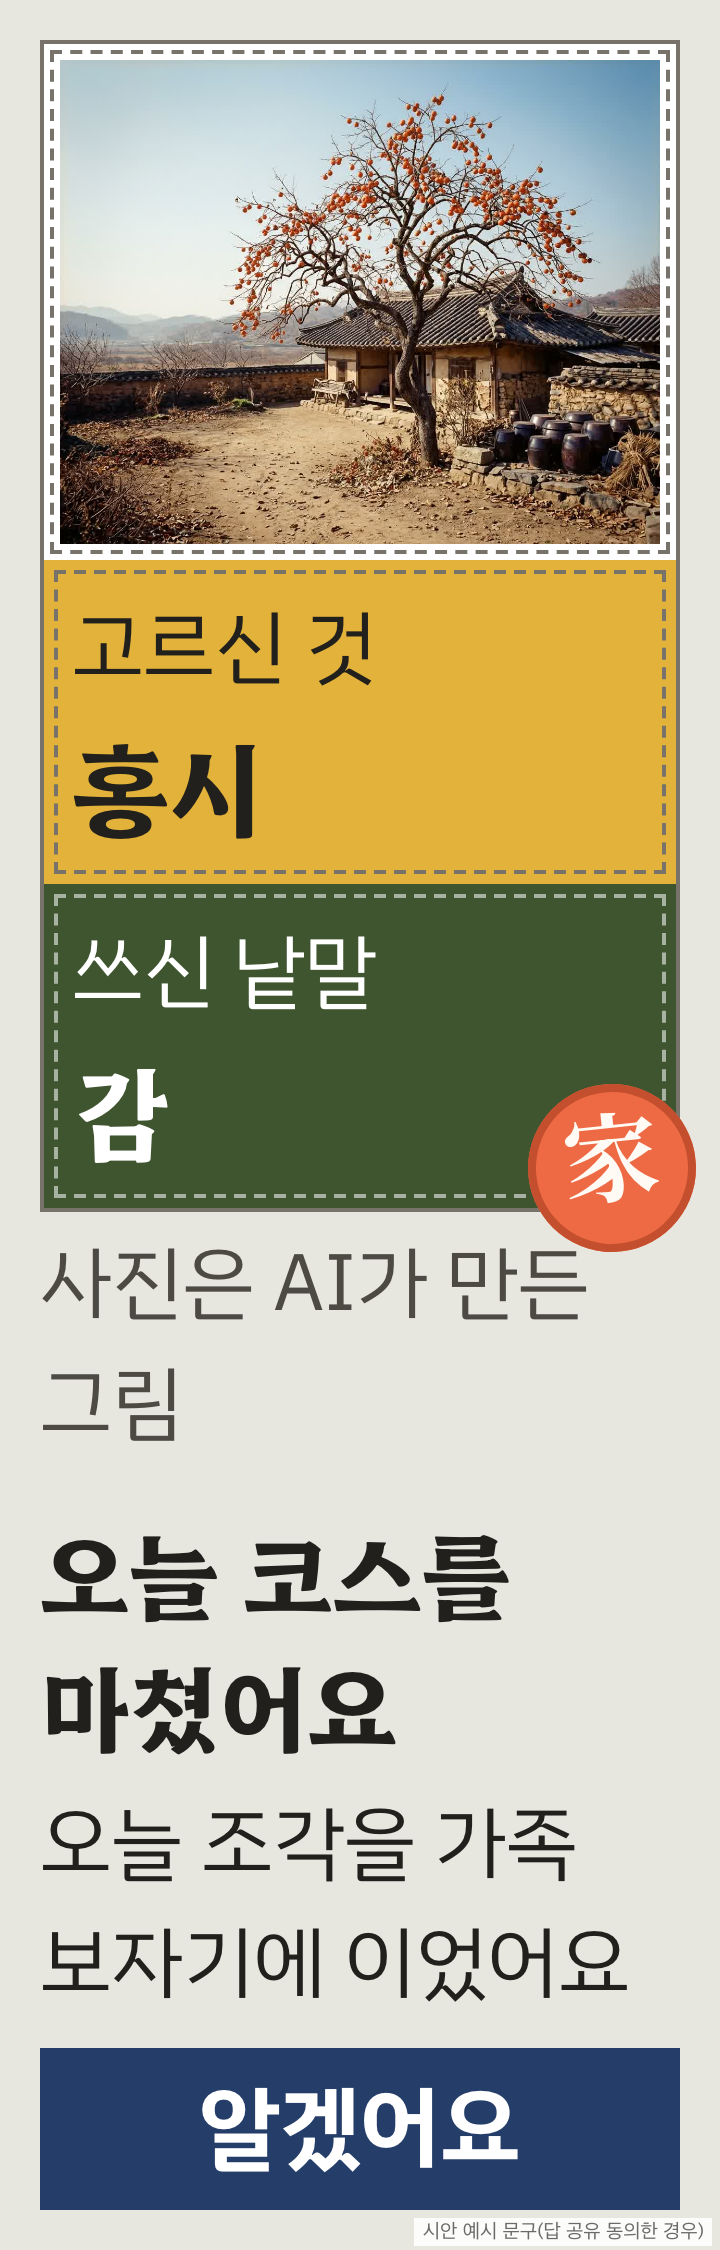 고르신 것
홍시
쓰신 낱말
감
家
사진은 AI가 만든
그림
오늘 코스를
마쳤어요
오늘 조각을 가족
보자기에 이었어요
알겠어요
시안 예시 문구(답 공유 동의한 경우)